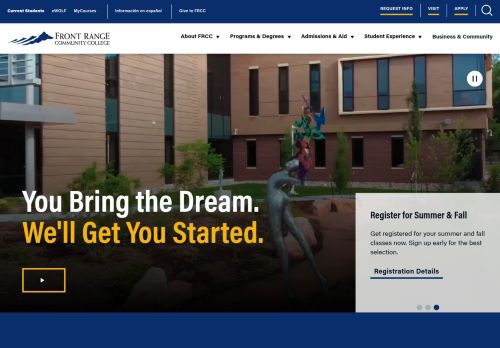 Current Students eWOLF MyCourses Información en español Give to FRCC REQUEST INFO VISIT APPLY
FRONT RANGE
COMMUNITY COLLEGE
About FRCC Programs & Degrees Admissions & Aid Student Experience Business & Community
You Bring the Dream.
We'll Get You Started.
Register for Summer & Fall
Get registered for your summer and fall
classes now. Sign up early for the best
selection.
Registration Details